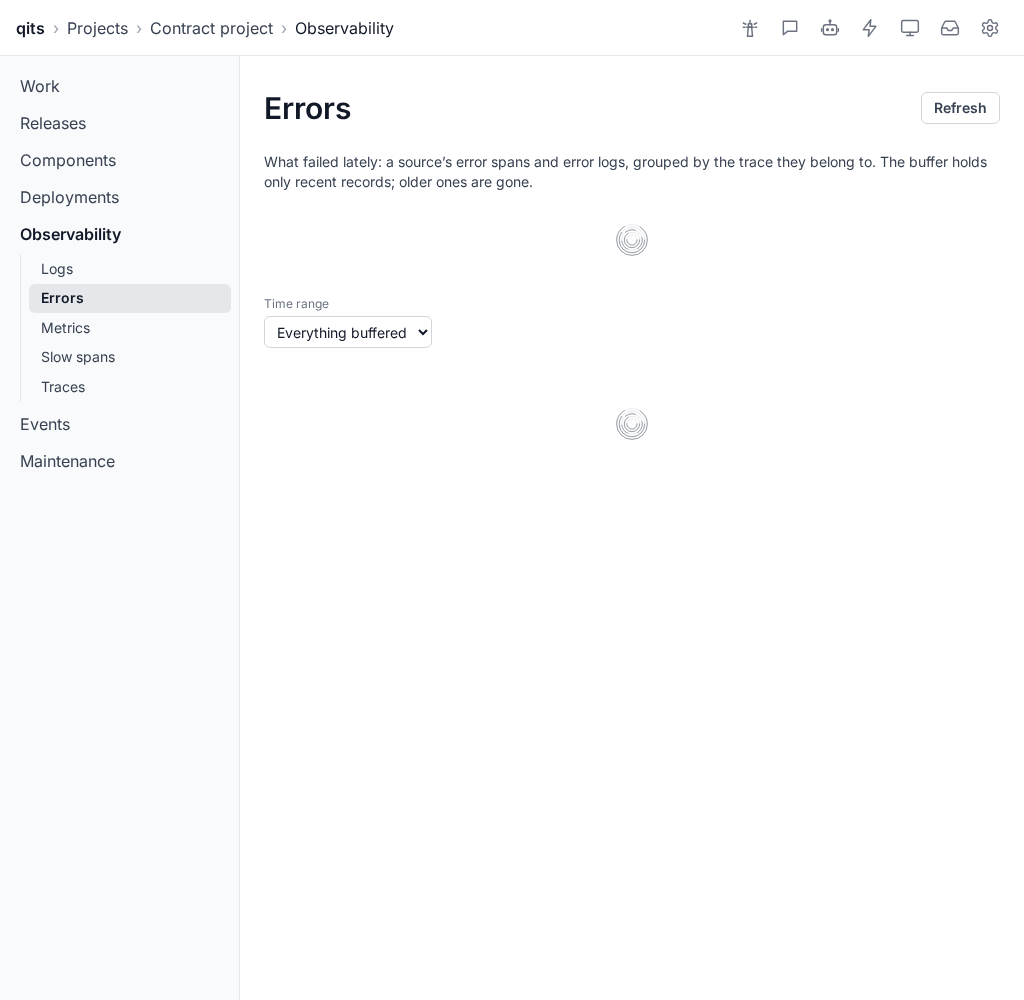 qits › Projects › Contract project › Observability
Work
Releases
Components
Deployments
Observability
Logs
Errors
Metrics
Slow spans
Traces
Events
Maintenance
Errors
Refresh
What failed lately: a source’s error spans and error logs, grouped by the trace they belong to. The buffer holds
only recent records; older ones are gone.
Time range
Everything buffered